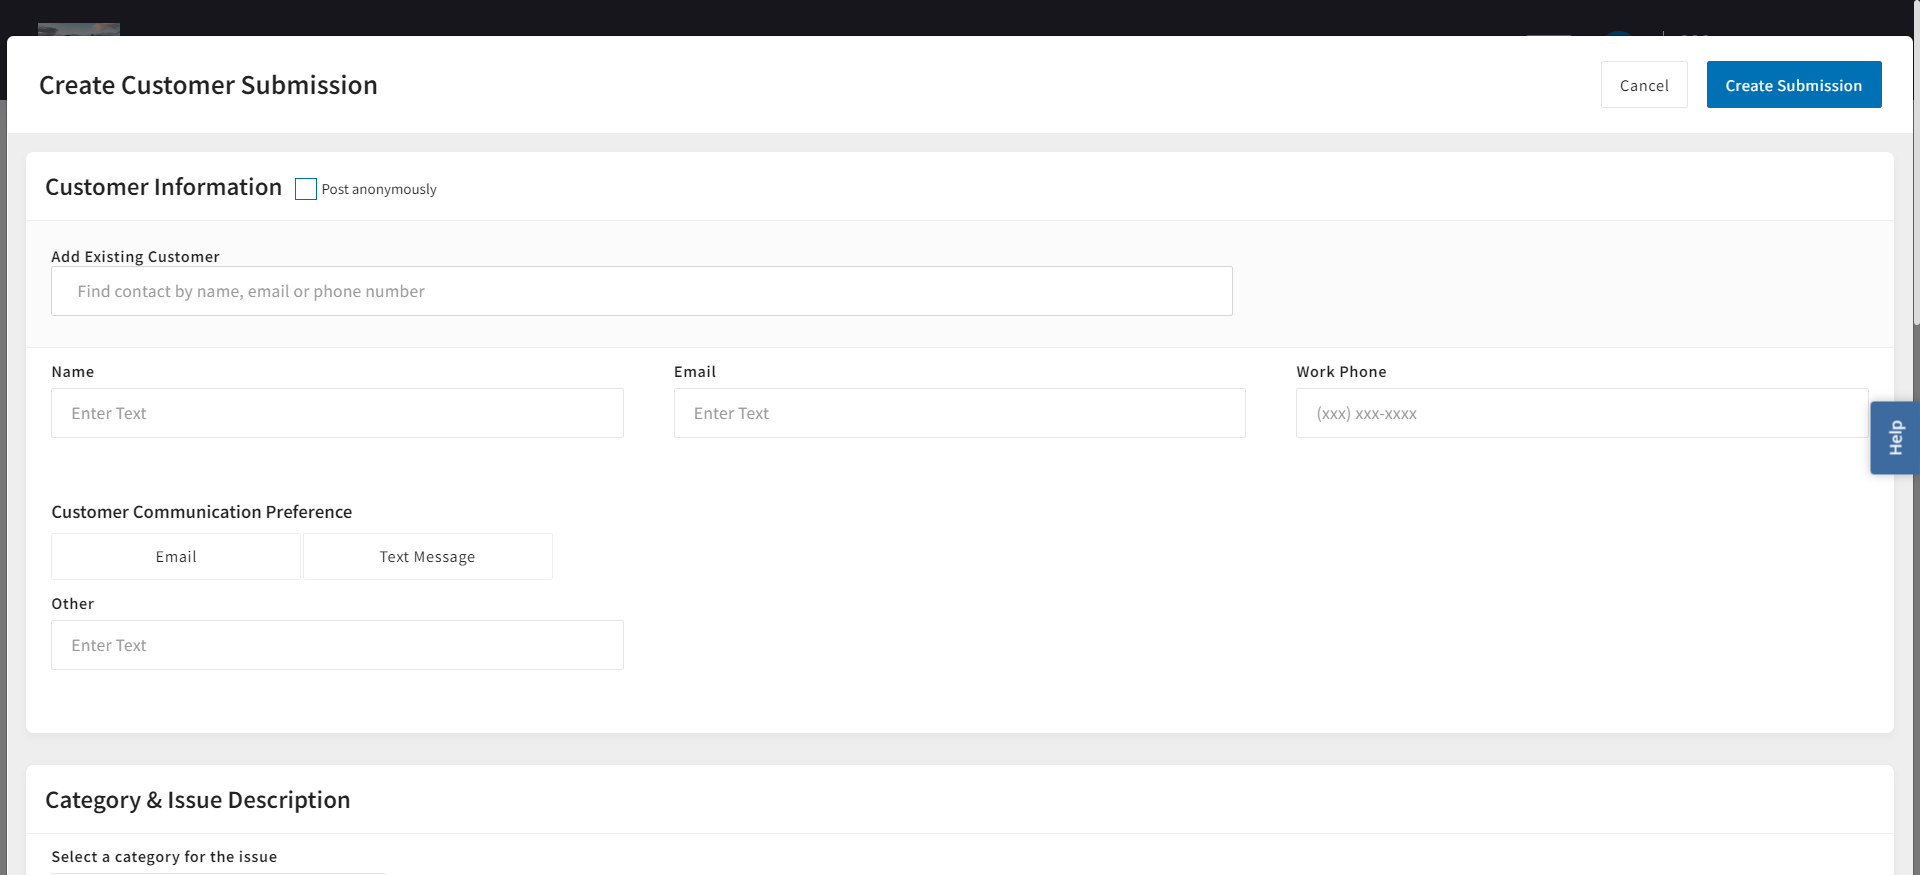 Create Customer Submission
Cancel
Create Submission
Customer Information
Post anonymously
Add Existing Customer
Find contact by name, email or phone number
Name
Email
Work Phone
Enter Text
Enter Text
(xxx) xxx-xxxx
Help
Customer Communication Preference
Email
Text Message
Other
Enter Text
Category & Issue Description
Select a category for the issue